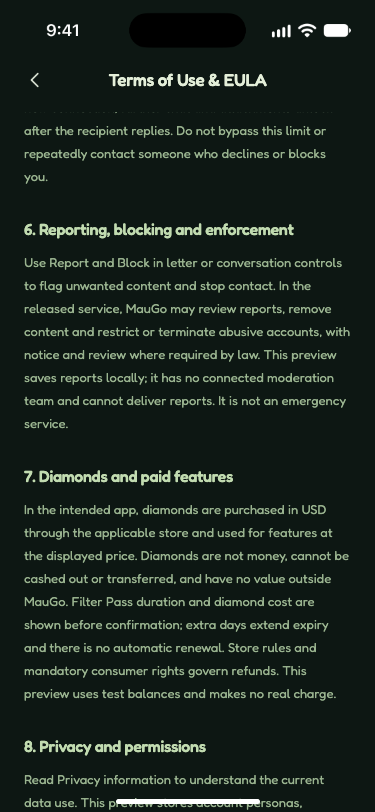 9:41
Terms of Use & EULA
after the recipient replies. Do not bypass this limit or
repeatedly contact someone who declines or blocks
you.
6. Reporting, blocking and enforcement
Use Report and Block in letter or conversation controls
to flag unwanted content and stop contact. In the
released service, MauGo may review reports, remove
content and restrict or terminate abusive accounts, with
notice and review where required by law. This preview
saves reports locally; it has no connected moderation
team and cannot deliver reports. It is not an emergency
service.
7. Diamonds and paid features
In the intended app, diamonds are purchased in USD
through the applicable store and used for features at
the displayed price. Diamonds are not money, cannot be
cashed out or transferred, and have no value outside
MauGo. Filter Pass duration and diamond cost are
shown before confirmation; extra days extend expiry
and there is no automatic renewal. Store rules and
mandatory consumer rights govern refunds. This
preview uses test balances and makes no real charge.
8. Privacy and permissions
Read Privacy information to understand the current
data use. This preview stores account personas,